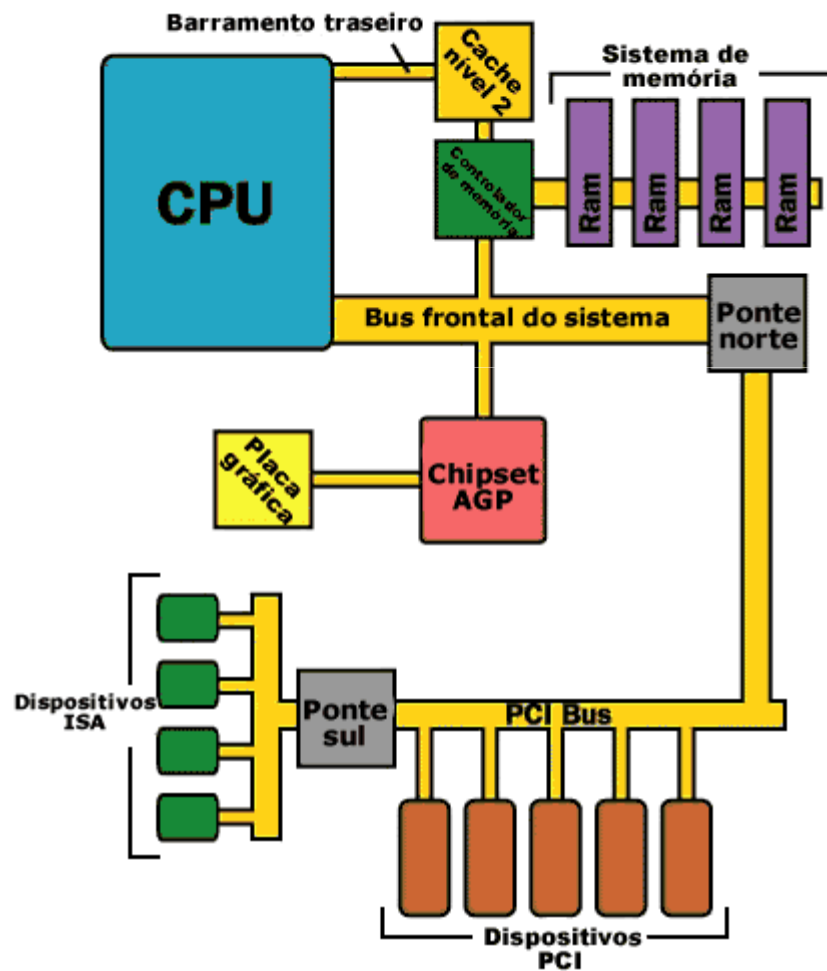 Barramento traseiro
Cache
nível 2
Sistema de
memória
CPU
Controlador
de memória
Ram
Ram
Ram
Ram
Bus frontal do sistema
Ponte
norte
Placa
gráfica
Chipset
AGP
Dispositivos
ISA
Ponte
sul
PCI Bus
Dispositivos
PCI